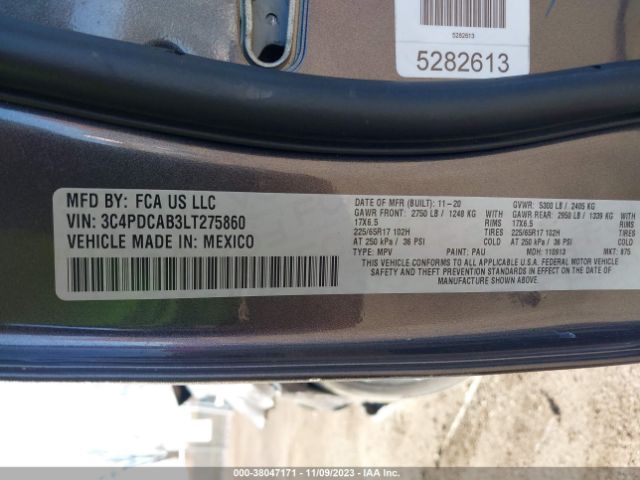 5282613
5282613
MFD BY: FCA US LLC
VIN: 3C4PDCAB3LT275860
VEHICLE MADE IN: MEXICO
DATE OF MFR (BUILT): 11-20
GAWR FRONT: 2750 LB / 1248 KG WITH
17X6.5 RIMS
225/65R17 102H TIRES
AT 250 kPa / 36 PSI COLD
TYPE: MPV PAINT: PAU
GVWR: 5300 LB / 2405 KG
GAWR REAR: 2950 LB / 1339 KG WITH
17X6.5 RIMS
225/65R17 102H TIRES
AT 250 kPa / 36 PSI COLD
MDH: 110913 MKT: 875
THIS VEHICLE CONFORMS TO ALL APPLICABLE U.S.A. FEDERAL MOTOR VEHICLE
SAFETY AND THEFT PREVENTION STANDARDS IN EFFECT ON THE DATE OF
MANUFACTURE SHOWN ABOVE.
000-38047171 - 11/09/2023 - IAA Inc.